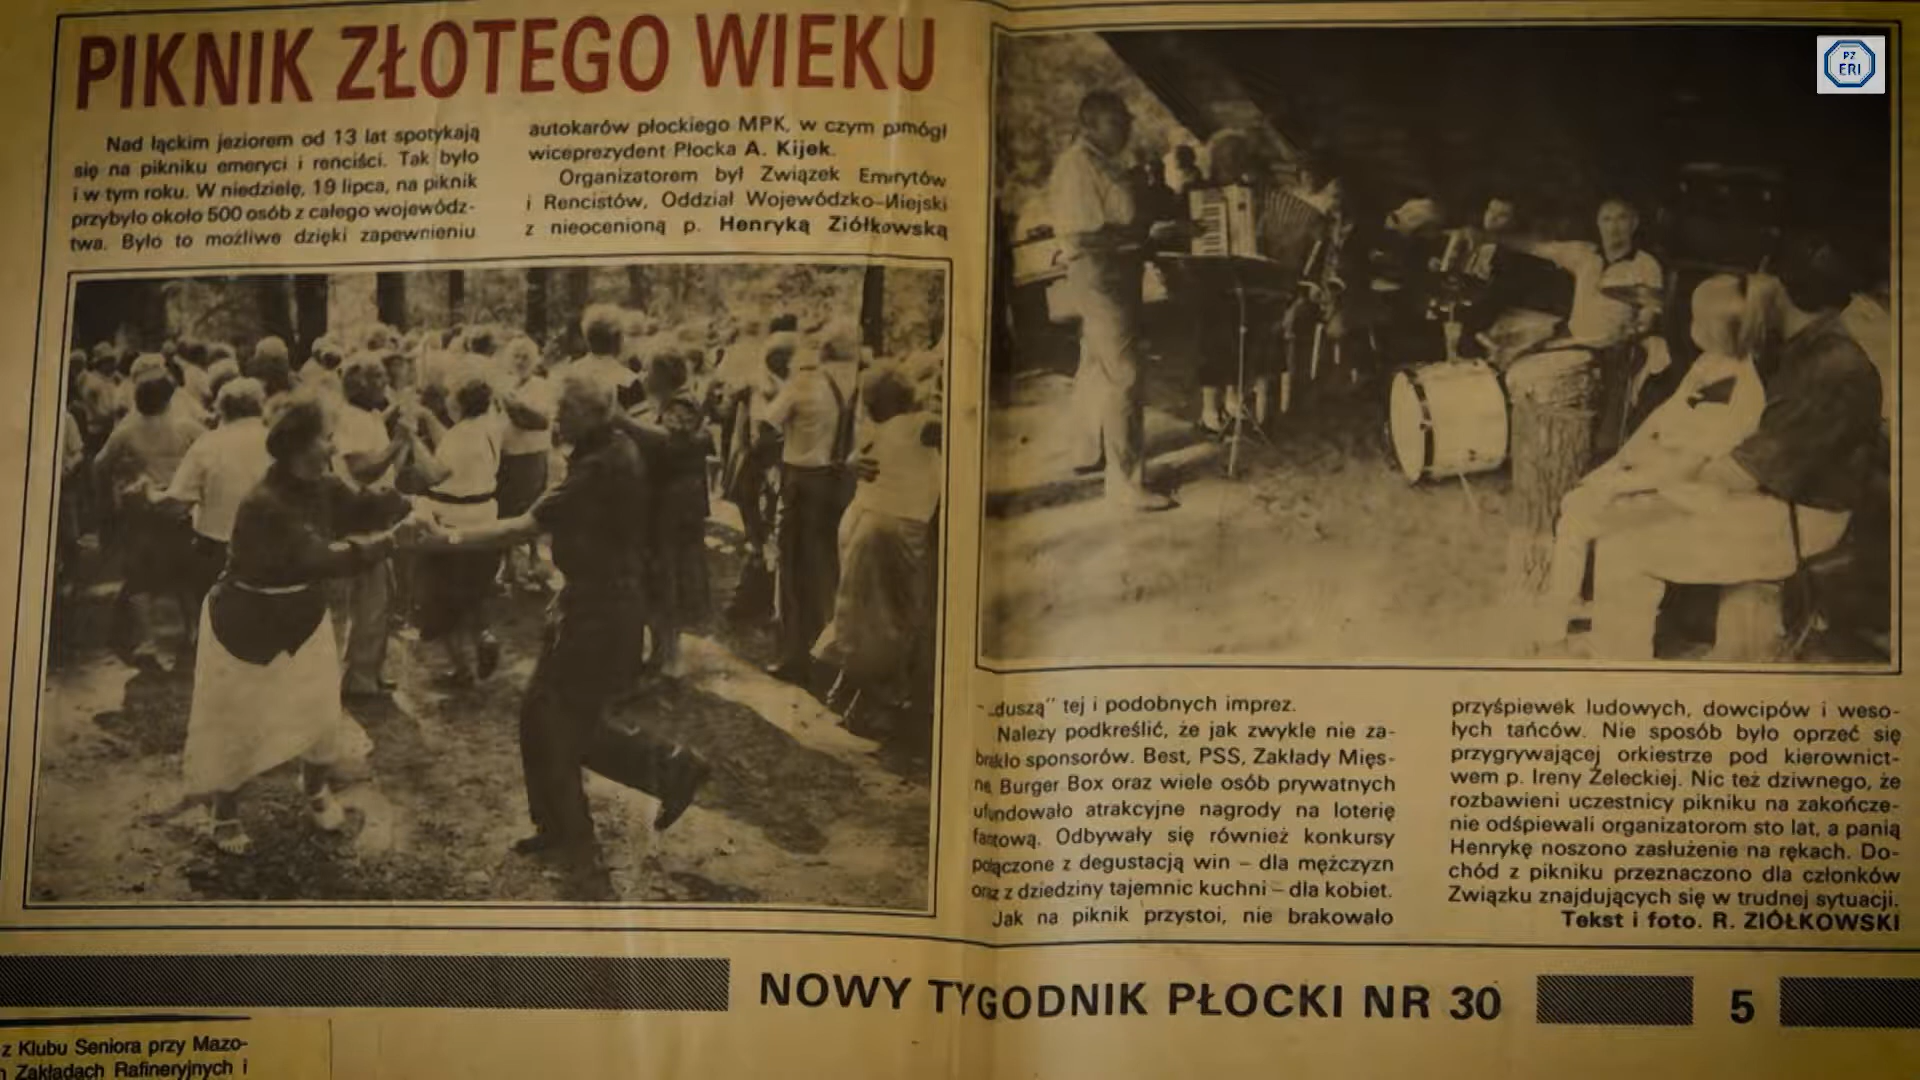 PIKNIK ZŁOTEGO WIEKU
Nad łąckim jeziorem od 13 lat spotykają
się na pikniku emeryci i renciści. Tak było
i w tym roku. W niedzielę, 19 lipca, na piknik
przybyło około 500 osób z całego wojewódz-
twa. Było to możliwe dzięki zapewnieniu
autokarów płockiego MPK, w czym pomógł
wiceprezydent Płocka A. Kijek.
Organizatorem był Związek Emerytów
i Rencistów, Oddział Wojewódzko-Miejski
z nieocenioną p. Henryką Ziółkowską
- „duszą” tej i podobnych imprez.
Należy podkreślić, że jak zwykle nie za-
brakło sponsorów. Best, PSS, Zakłady Mięs-
ne, Burger Box oraz wiele osób prywatnych
ufundowało atrakcyjne nagrody na loterię
fantową. Odbywały się również konkursy
połączone z degustacją win – dla mężczyzn
oraz z dziedziny tajemnic kuchni – dla kobiet.
Jak na piknik przystoi, nie brakowało
przyśpiewek ludowych, dowcipów i weso-
łych tańców. Nie sposób było oprzeć się
przygrywającej orkiestrze pod kierownict-
wem p. Ireny Żeleckiej. Nic też dziwnego, że
rozbawieni uczestnicy pikniku na zakończe-
nie odśpiewali organizatorom sto lat, a panią
Henrykę noszono zasłużenie na rękach. Do-
chód z pikniku przeznaczono dla członków
Związku znajdujących się w trudnej sytuacji.
Tekst i foto. R. ZIÓŁKOWSKI
NOWY TYGODNIK PŁOCKI NR 30
5
z Klubu Seniora przy Mazo-
h Zakładach Rafineryjnych i
PZ
ERI